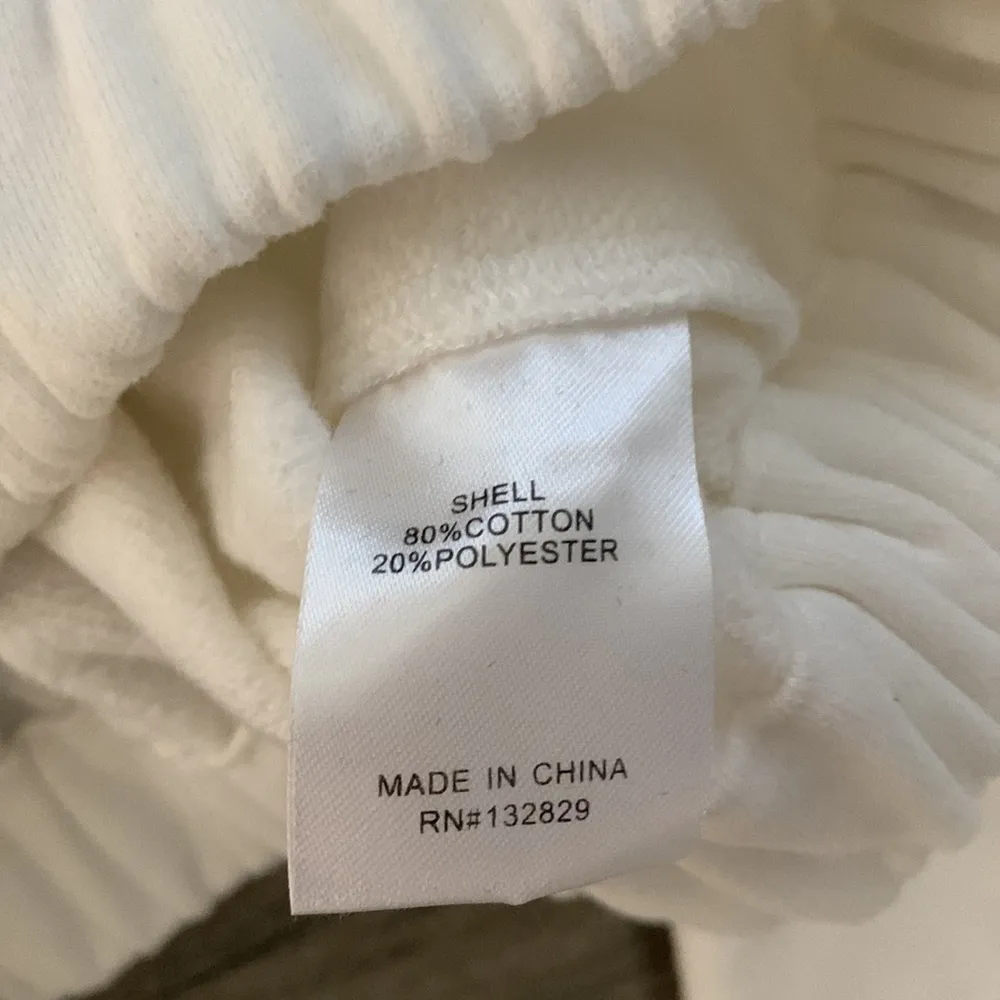 SHELL
80%COTTON
20%POLYESTER
MADE IN CHINA
RN#132829